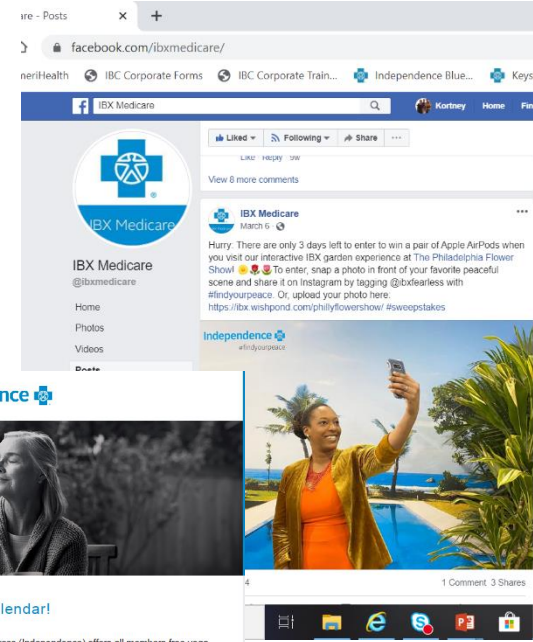 are - Posts
facebook.com/ibxmedicare/
neriHealth IBC Corporate Forms IBC Corporate Train... Independence Blue... Keys
IBX Medicare Kortney Home Fin
Liked Following Share ...
Like Reply 5w
View 8 more comments
IBX Medicare
IBX Medicare
@ibxmedicare
Home
Photos
Videos
Posts
IBX Medicare
March 6
Hurry: There are only 3 days left to enter to win a pair of Apple AirPods when
you visit our interactive IBX garden experience at The Philadelphia Flower
Show! To enter, snap a photo in front of your favorite peaceful
scene and share it on Instagram by tagging @ibxfearless with
#findyourpeace. Or, upload your photo here:
https://ibx.wishpond.com/phillyflowershow/ #sweepstakes
Independence
#findyourpeace
4 1 Comment 3 Shares
nce
lendar!